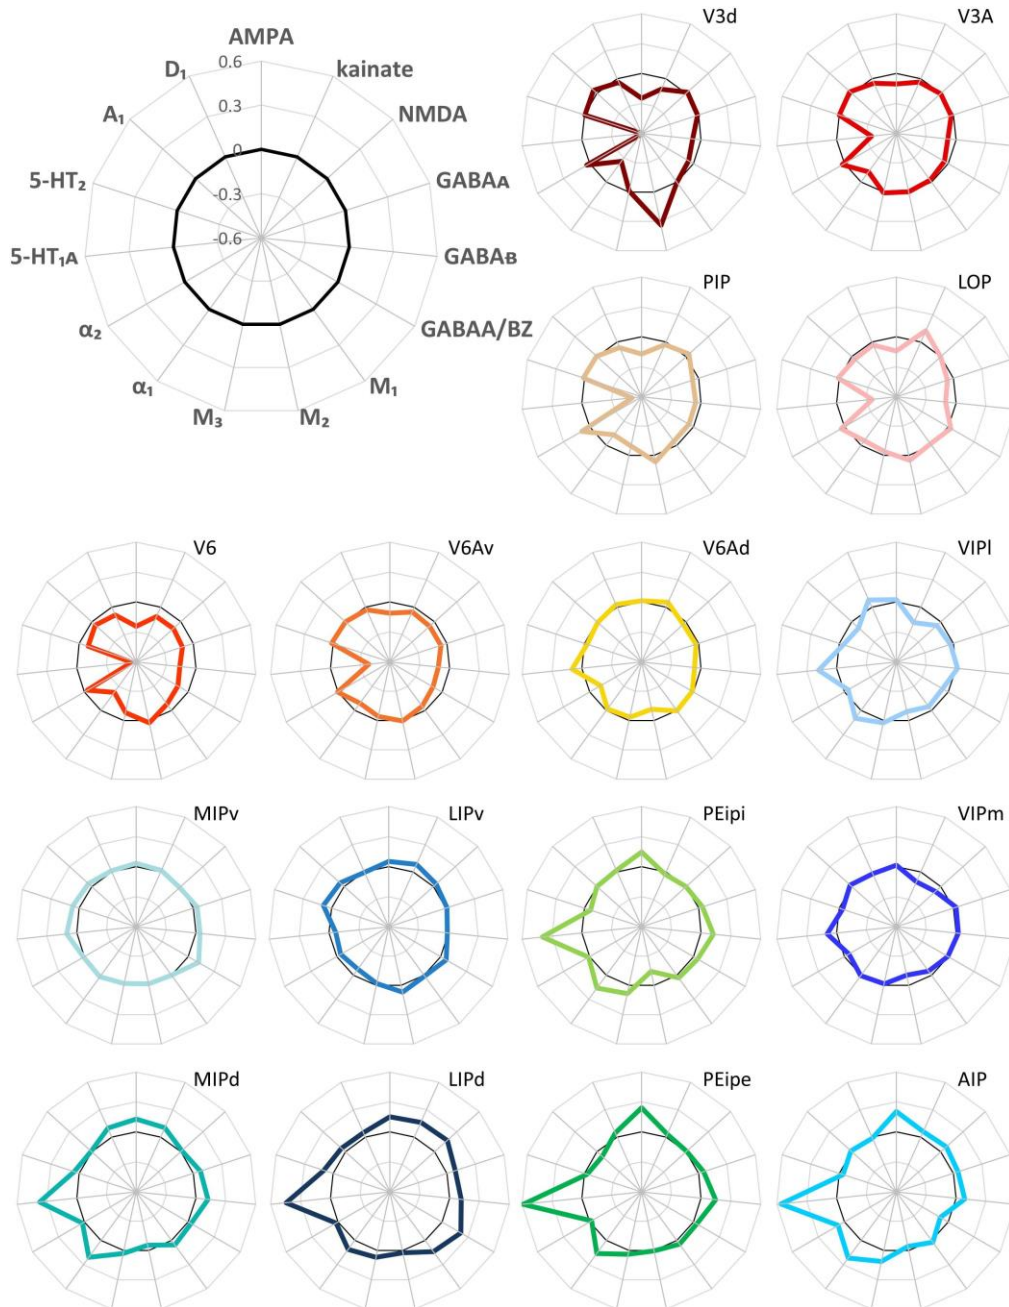 AMPA
kainate
NMDA
GABAA
GABAB
GABAA/BZ
M₁
M₂
M₃
α₁
α₂
5-HT₁A
5-HT₂
A₁
D₁
0.6
0.3
0
-0.3
-0.6
V3d
V3A
PIP
LOP
V6
V6Av
V6Ad
VIPl
MIPv
LIPv
PEipi
VIPm
MIPd
LIPd
PEipe
AIP